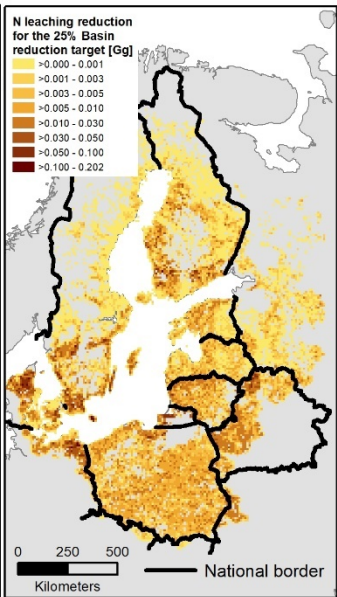 N leaching reduction
for the 25% Basin
reduction target [Gg]
>0.000 - 0.001
>0.001 - 0.003
>0.003 - 0.005
>0.005 - 0.010
>0.010 - 0.030
>0.030 - 0.050
>0.050 - 0.100
>0.100 - 0.202
0 250 500
Kilometers
National border